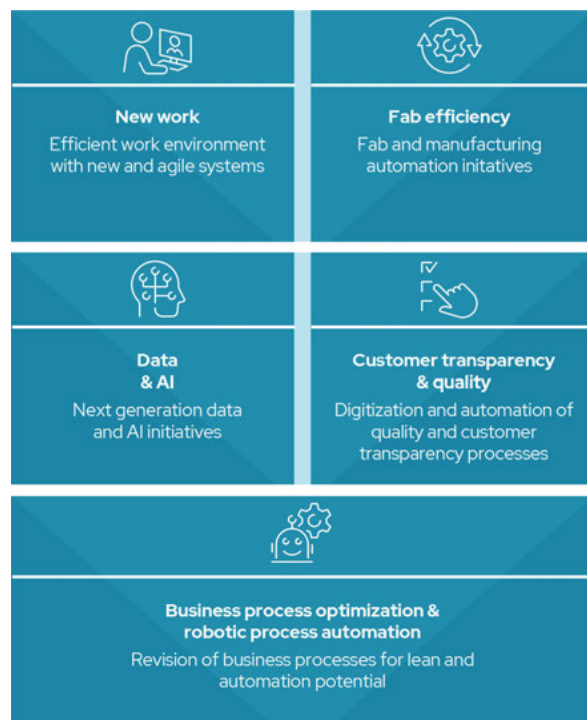 New work
Efficient work environment
with new and agile systems
Fab efficiency
Fab and manufacturing
automation initatives
Data
& AI
Next generation data
and AI initiatives
Customer transparency
& quality
Digitization and automation of
quality and customer
transparency processes
Business process optimization &
robotic process automation
Revision of business processes for lean and
automation potential